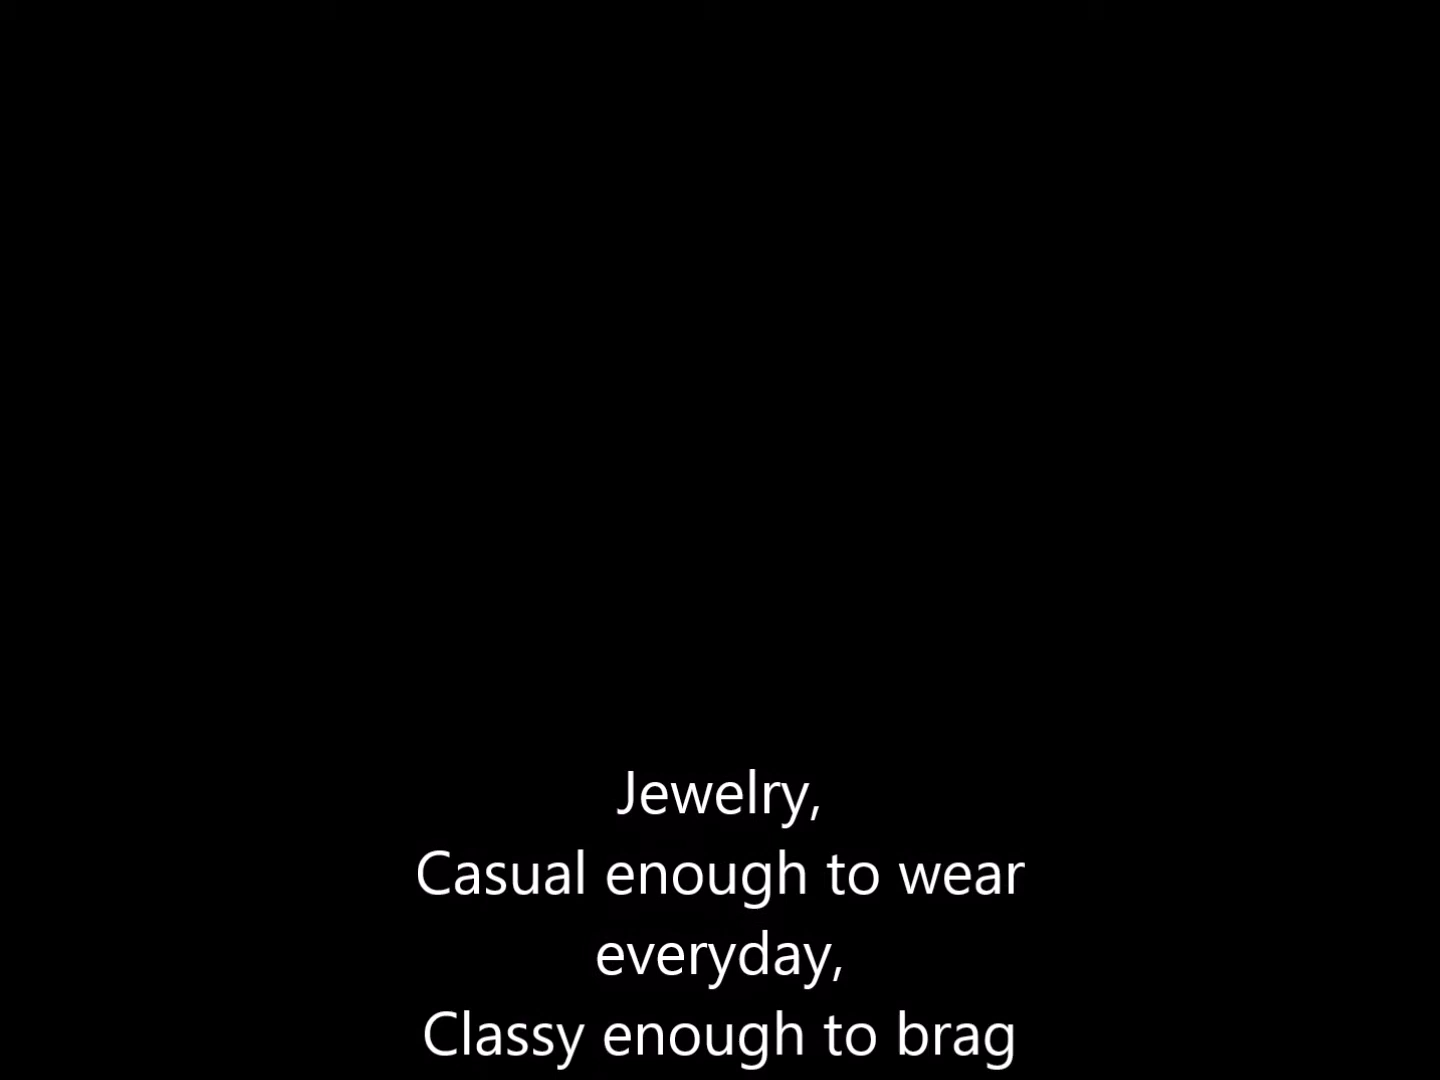 Jewelry,
Casual enough to wear
everyday,
Classy enough to brag